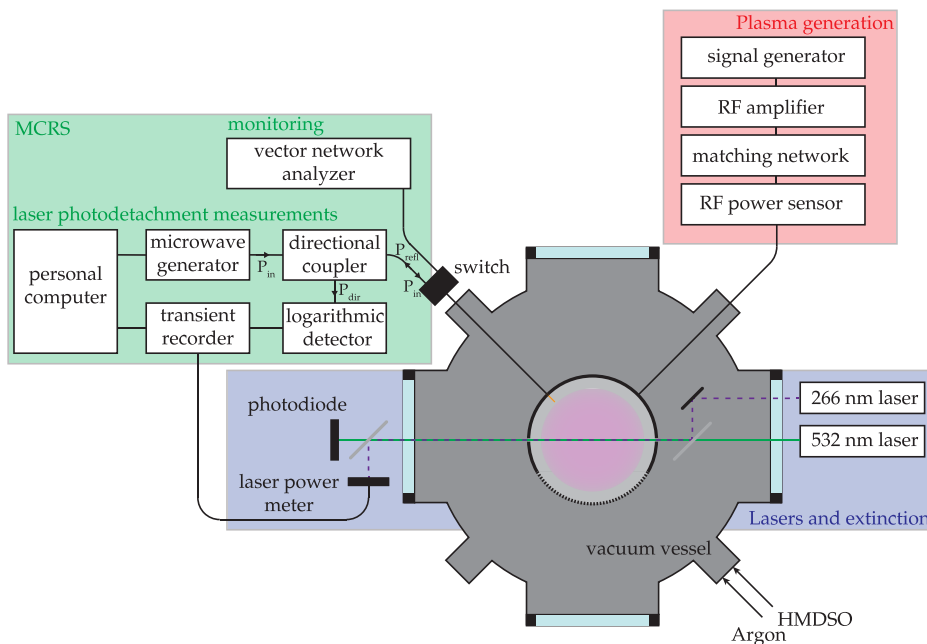 Plasma generation
signal generator
RF amplifier
matching network
RF power sensor
MCRS
monitoring
vector network
analyzer
laser photodetachment measurements
personal
computer
microwave
generator
P_in
directional
coupler
P_refl
P_in
switch
P_dir
transient
recorder
logarithmic
detector
photodiode
laser power
meter
266 nm laser
532 nm laser
Lasers and extinction
vacuum vessel
HMDSO
Argon